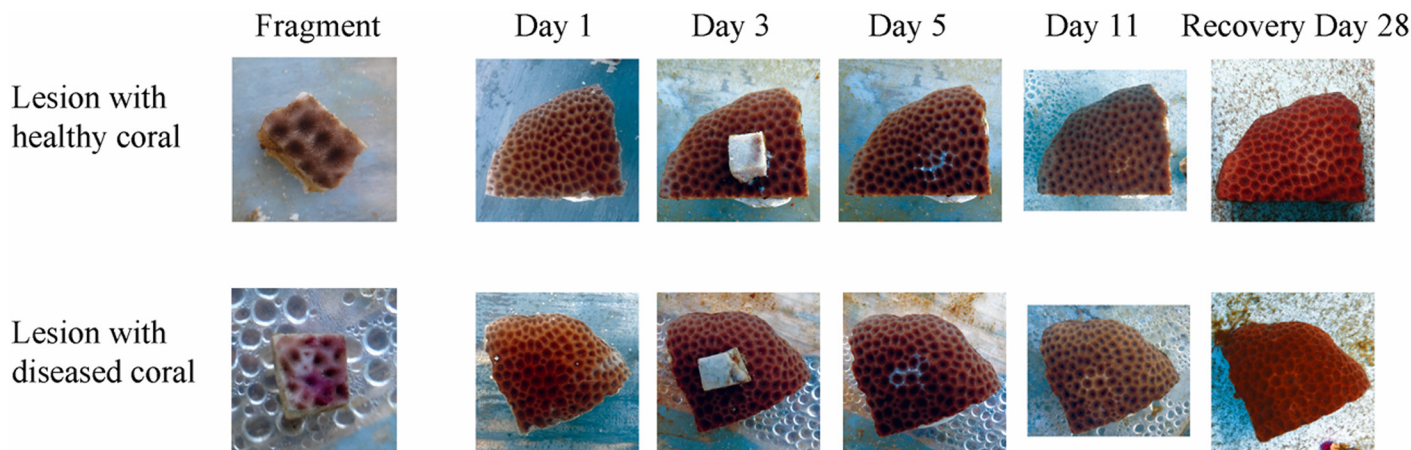 Fragment Day 1 Day 3 Day 5 Day 11 Recovery Day 28
Lesion with
healthy coral
Lesion with
diseased coral